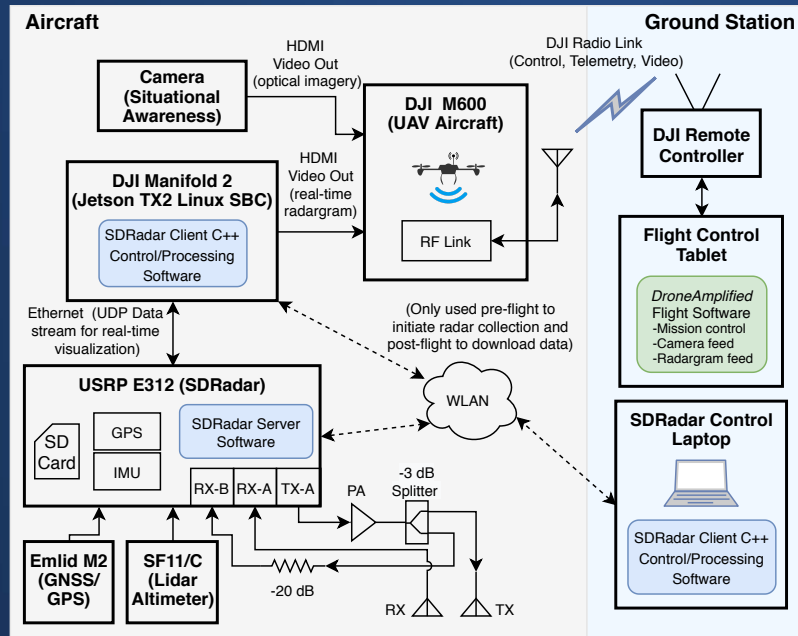 Aircraft
Ground Station
Camera
(Situational
Awareness)
HDMI
Video Out
(optical imagery)
DJI M600
(UAV Aircraft)
RF Link
DJI Radio Link
(Control, Telemetry, Video)
DJI Remote
Controller
DJI Manifold 2
(Jetson TX2 Linux SBC)
SDRadar Client C++
Control/Processing
Software
HDMI
Video Out
(real-time
radargram)
Flight Control
Tablet
DroneAmplified
Flight Software
-Mission control
-Camera feed
-Radargram feed
Ethernet (UDP Data
stream for real-time
visualization)
(Only used pre-flight to
initiate radar collection and
post-flight to download data)
WLAN
USRP E312 (SDRadar)
SD
Card
GPS
IMU
SDRadar Server
Software
RX-B
RX-A
TX-A
PA
-3 dB
Splitter
SDRadar Control
Laptop
SDRadar Client C++
Control/Processing
Software
Emlid M2
(GNSS/
GPS)
SF11/C
(Lidar
Altimeter)
-20 dB
RX
TX